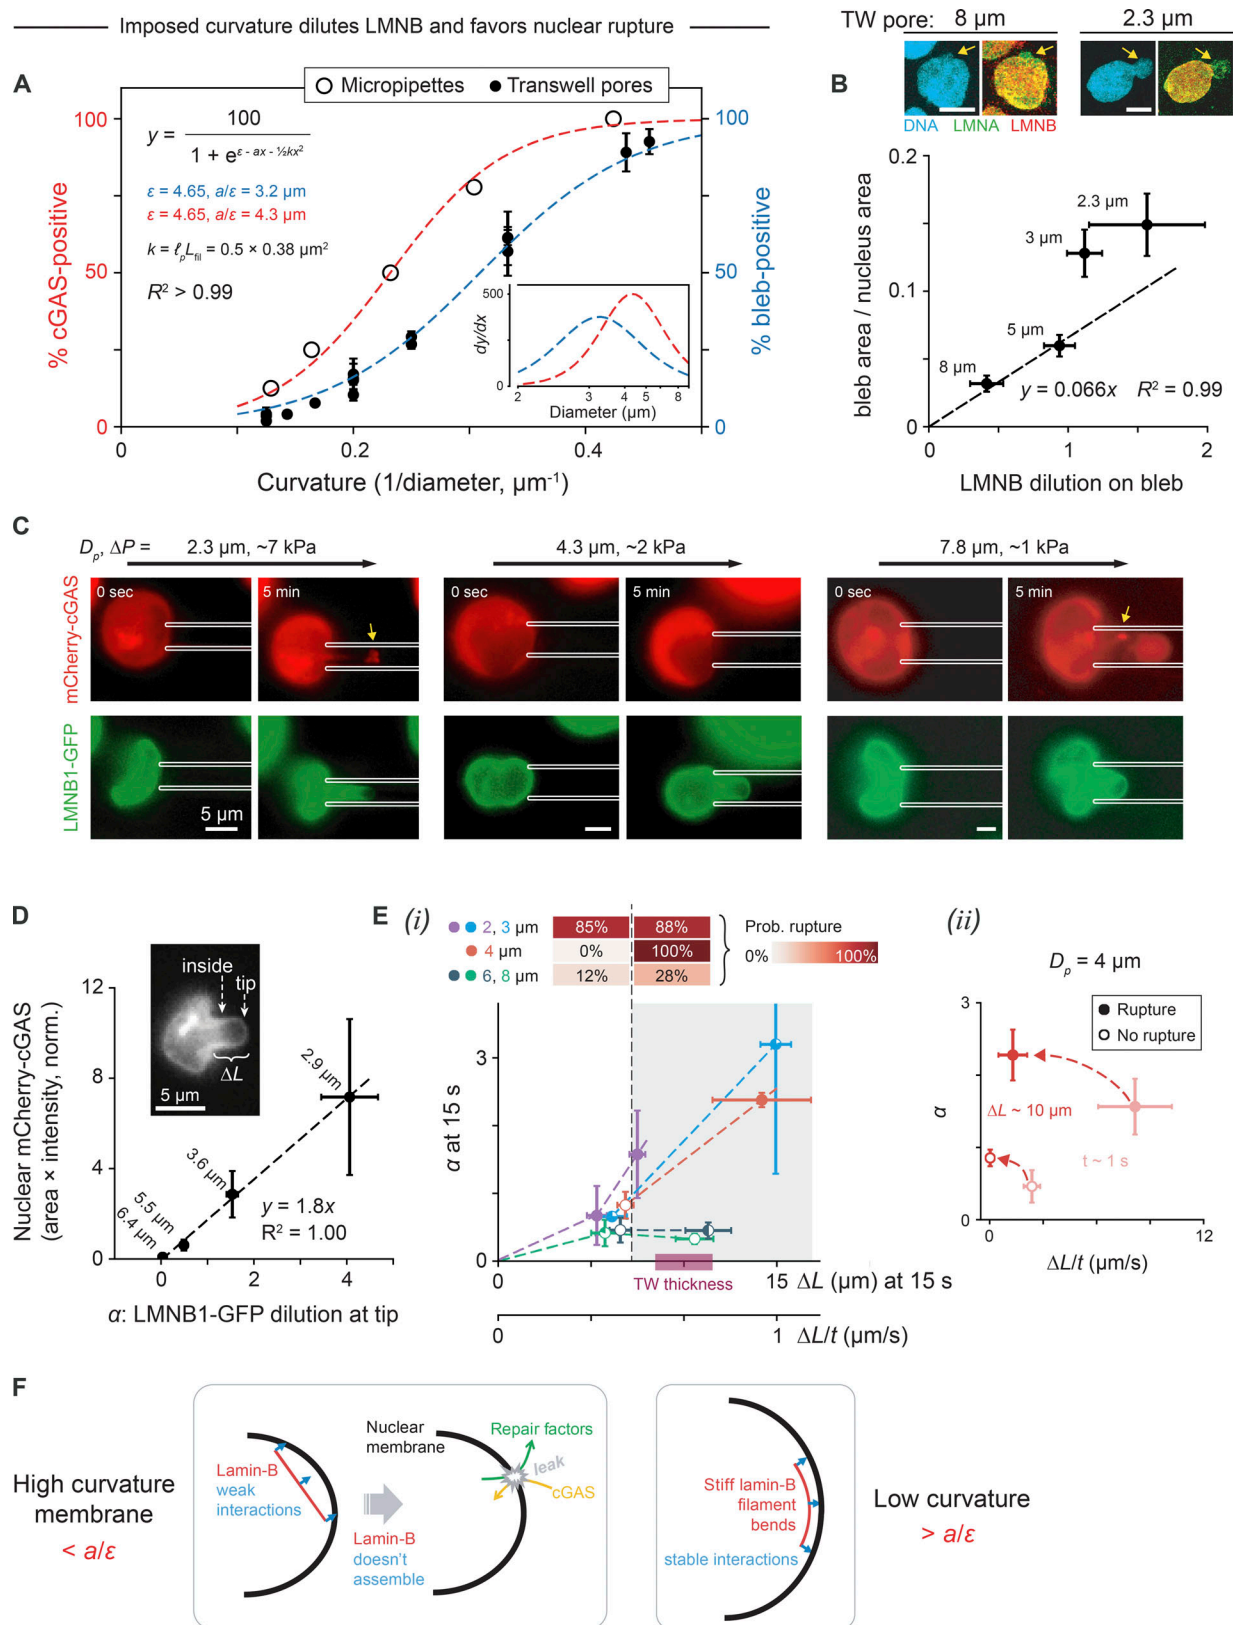 Imposed curvature dilutes LMNB and favors nuclear rupture
TW pore: 8 µm 2.3 µm
DNA LMNA LMNB
A
Micropipettes Transwell pores
y = 100 / 1 + e^(ε - ax - ½kx²)
ε = 4.65, a/ε = 3.2 µm
ε = 4.65, a/ε = 4.3 µm
k = ℓpLfil = 0.5 × 0.38 µm²
R² > 0.99
% cGAS-positive
100
50
0
% bleb-positive
100
50
0
0 0.2 0.4
Curvature (1/diameter, µm⁻¹)
dy/dx
500
0
2 3 4 5 8
Diameter (µm)
B
bleb area / nucleus area
0.2
0.1
0
2.3 µm
3 µm
5 µm
8 µm
y = 0.066x R² = 0.99
0 1 2
LMNB dilution on bleb
C
Dp, ΔP = 2.3 µm, ~7 kPa 4.3 µm, ~2 kPa 7.8 µm, ~1 kPa
mCherry-cGAS
0 sec 5 min 0 sec 5 min 0 sec 5 min
LMNB1-GFP
5 µm
D
Nuclear mCherry-cGAS
(area × intensity, norm.)
12
8
4
0
inside
tip
ΔL
5 µm
2.9 µm
3.6 µm
5.5 µm
6.4 µm
y = 1.8x
R² = 1.00
0 2 4
α: LMNB1-GFP dilution at tip
E
(i)
2, 3 µm 85% 88%
4 µm 0% 100%
6, 8 µm 12% 28%
Prob. rupture
0% 100%
α at 15 s
3
0
TW thickness
0 15 ΔL (µm) at 15 s
0 1 ΔL/t (µm/s)
(ii)
Dp = 4 µm
Rupture
No rupture
α
3
0
ΔL ~ 10 µm
t ~ 1 s
0 12
ΔL/t (µm/s)
F
High curvature
membrane
< a/ε
Lamin-B
weak
interactions
Lamin-B
doesn't
assemble
Nuclear
membrane
Repair factors
leak
cGAS
Stiff lamin-B
filament
bends
stable interactions
Low curvature
> a/ε